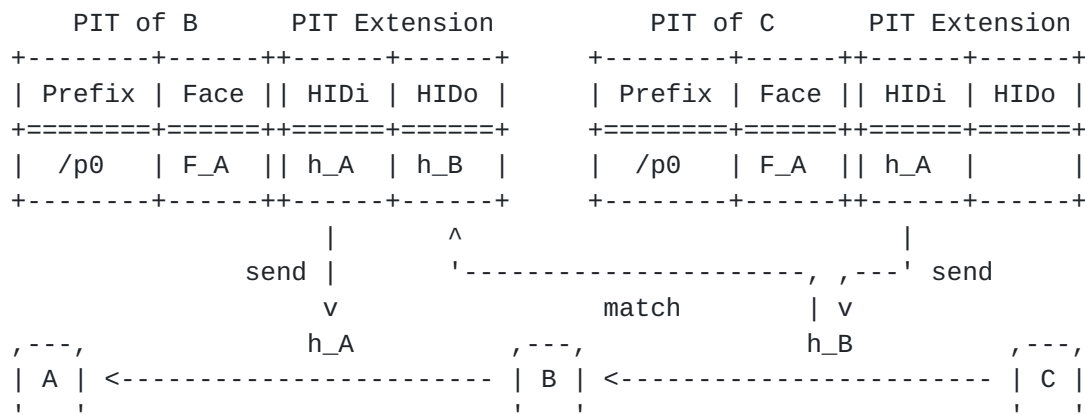 PIT of B PIT Extension PIT of C PIT Extension
| Prefix | Face || HIDi | HIDo | | Prefix | Face || HIDi | HIDo |
| /p0 | F_A || h_A | h_B | | /p0 | F_A || h_A | |
send send
match
h_A h_B
| A | | B | | C |